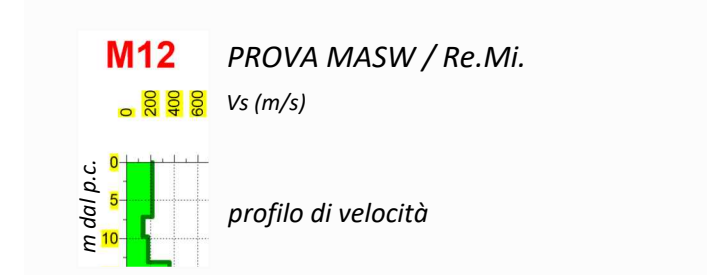 M12 PROVA MASW / Re.Mi.
0 200 400 600 Vs (m/s)
m dal p.c.
0
5
profilo di velocità
10